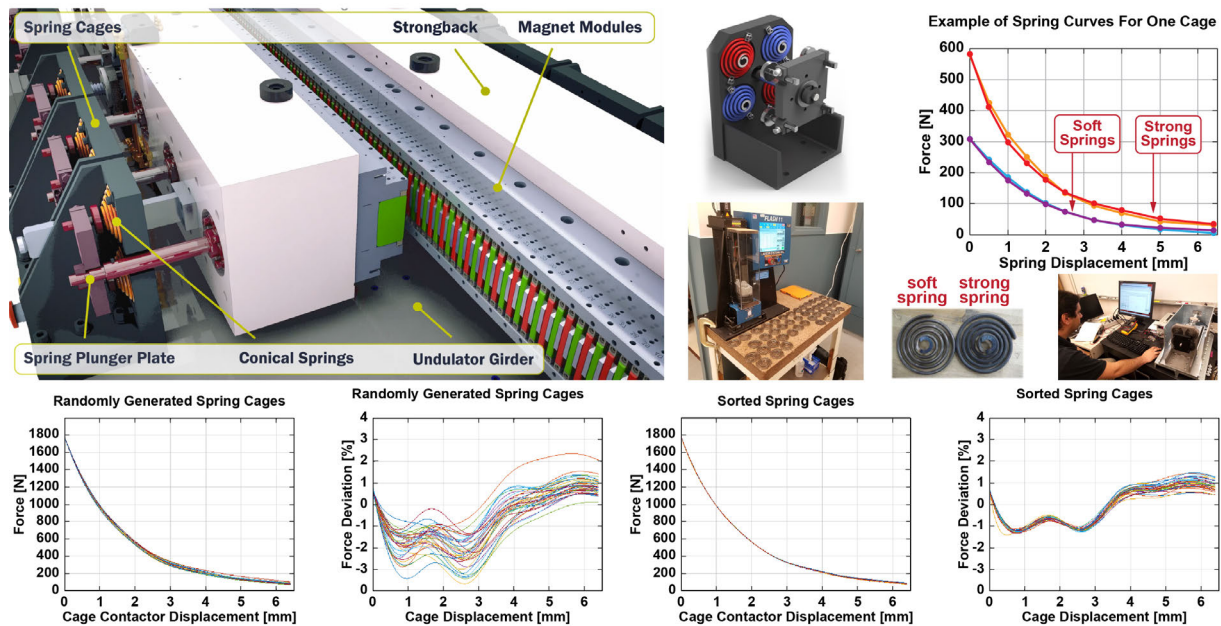 Spring Cages
Strongback
Magnet Modules
Spring Plunger Plate
Conical Springs
Undulator Girder
Example of Spring Curves For One Cage
Force [N]
600
500
400
300
200
100
0
Soft
Springs
Strong
Springs
0 1 2 3 4 5 6
Spring Displacement [mm]
soft
spring
strong
spring
Randomly Generated Spring Cages
Force [N]
1800
1600
1400
1200
1000
800
600
400
200
0
0 1 2 3 4 5 6
Cage Contactor Displacement [mm]
Randomly Generated Spring Cages
Force Deviation [%]
4
3
2
1
0
-1
-2
-3
-4
0 1 2 3 4 5 6
Cage Displacement [mm]
Sorted Spring Cages
Force [N]
1800
1600
1400
1200
1000
800
600
400
200
0
0 1 2 3 4 5 6
Cage Contactor Displacement [mm]
Sorted Spring Cages
Force Deviation [%]
4
3
2
1
0
-1
-2
-3
-4
0 1 2 3 4 5 6
Cage Displacement [mm]